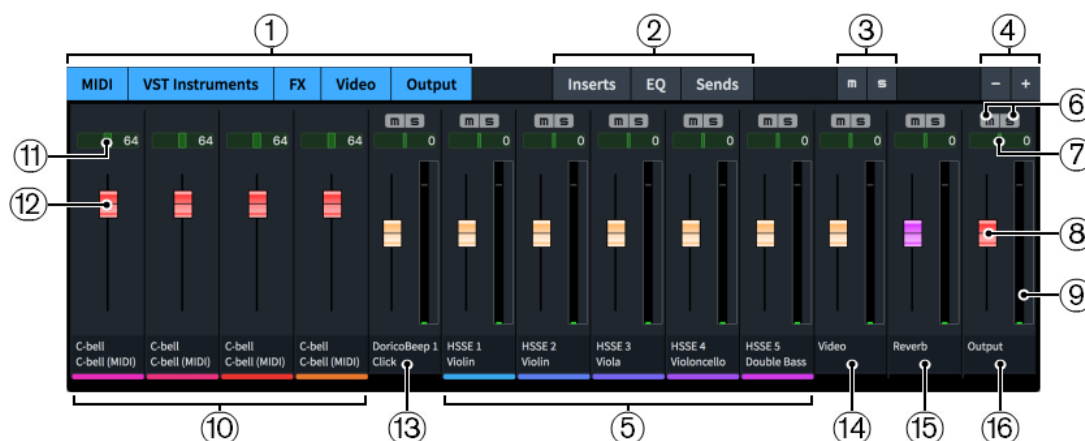 ① ② ③ ④
MIDI VST Instruments FX Video Output Inserts EQ Sends m s − +
m s m s m s m s m s m s m s m s m s ⑥
⑪ 64 64 64 64 0 0 0 0 0 0 0 0 0 ⑦
⑫ ⑧
⑨
C-bell C-bell C-bell C-bell DoricoBeep 1 HSSE 1 HSSE 2 HSSE 3 HSSE 4 HSSE 5 Video Reverb Output
C-bell (MIDI) C-bell (MIDI) C-bell (MIDI) C-bell (MIDI) Click Violin Violin Viola Violoncello Double Bass
⑩ ⑬ ⑤ ⑭ ⑮ ⑯